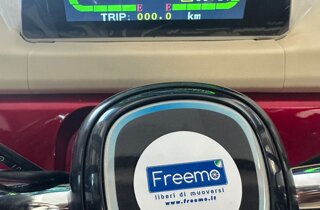 E E
TRIP: 000.0 km
Freemo
liberi di muoversi
www.freemo.it